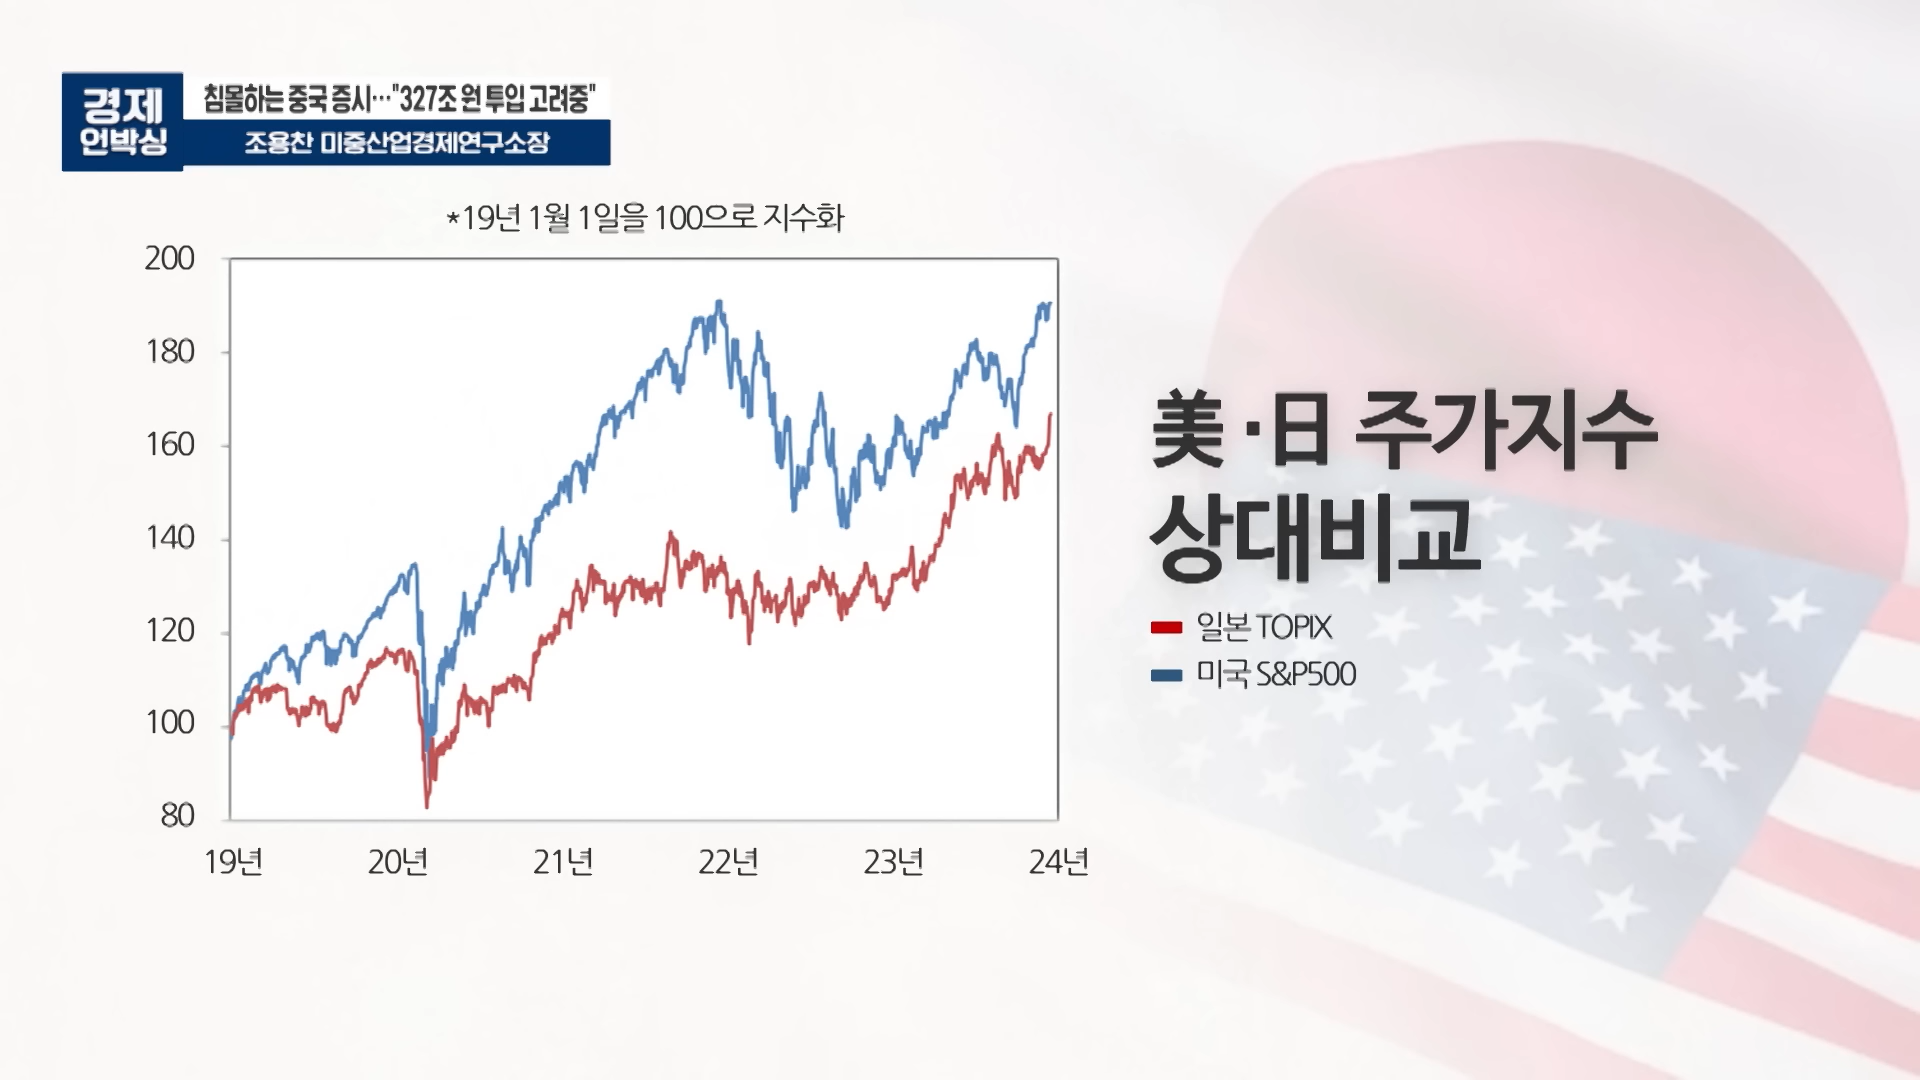 경제
언박싱
침몰하는 중국 증시…"327조 원 투입 고려중"
조용찬 미중산업경제연구소장
*19년 1월 1일을 100으로 지수화
200
180
160
140
120
100
80
19년 20년 21년 22년 23년 24년
美·日 주가지수
상대비교
일본 TOPIX
미국 S&P500